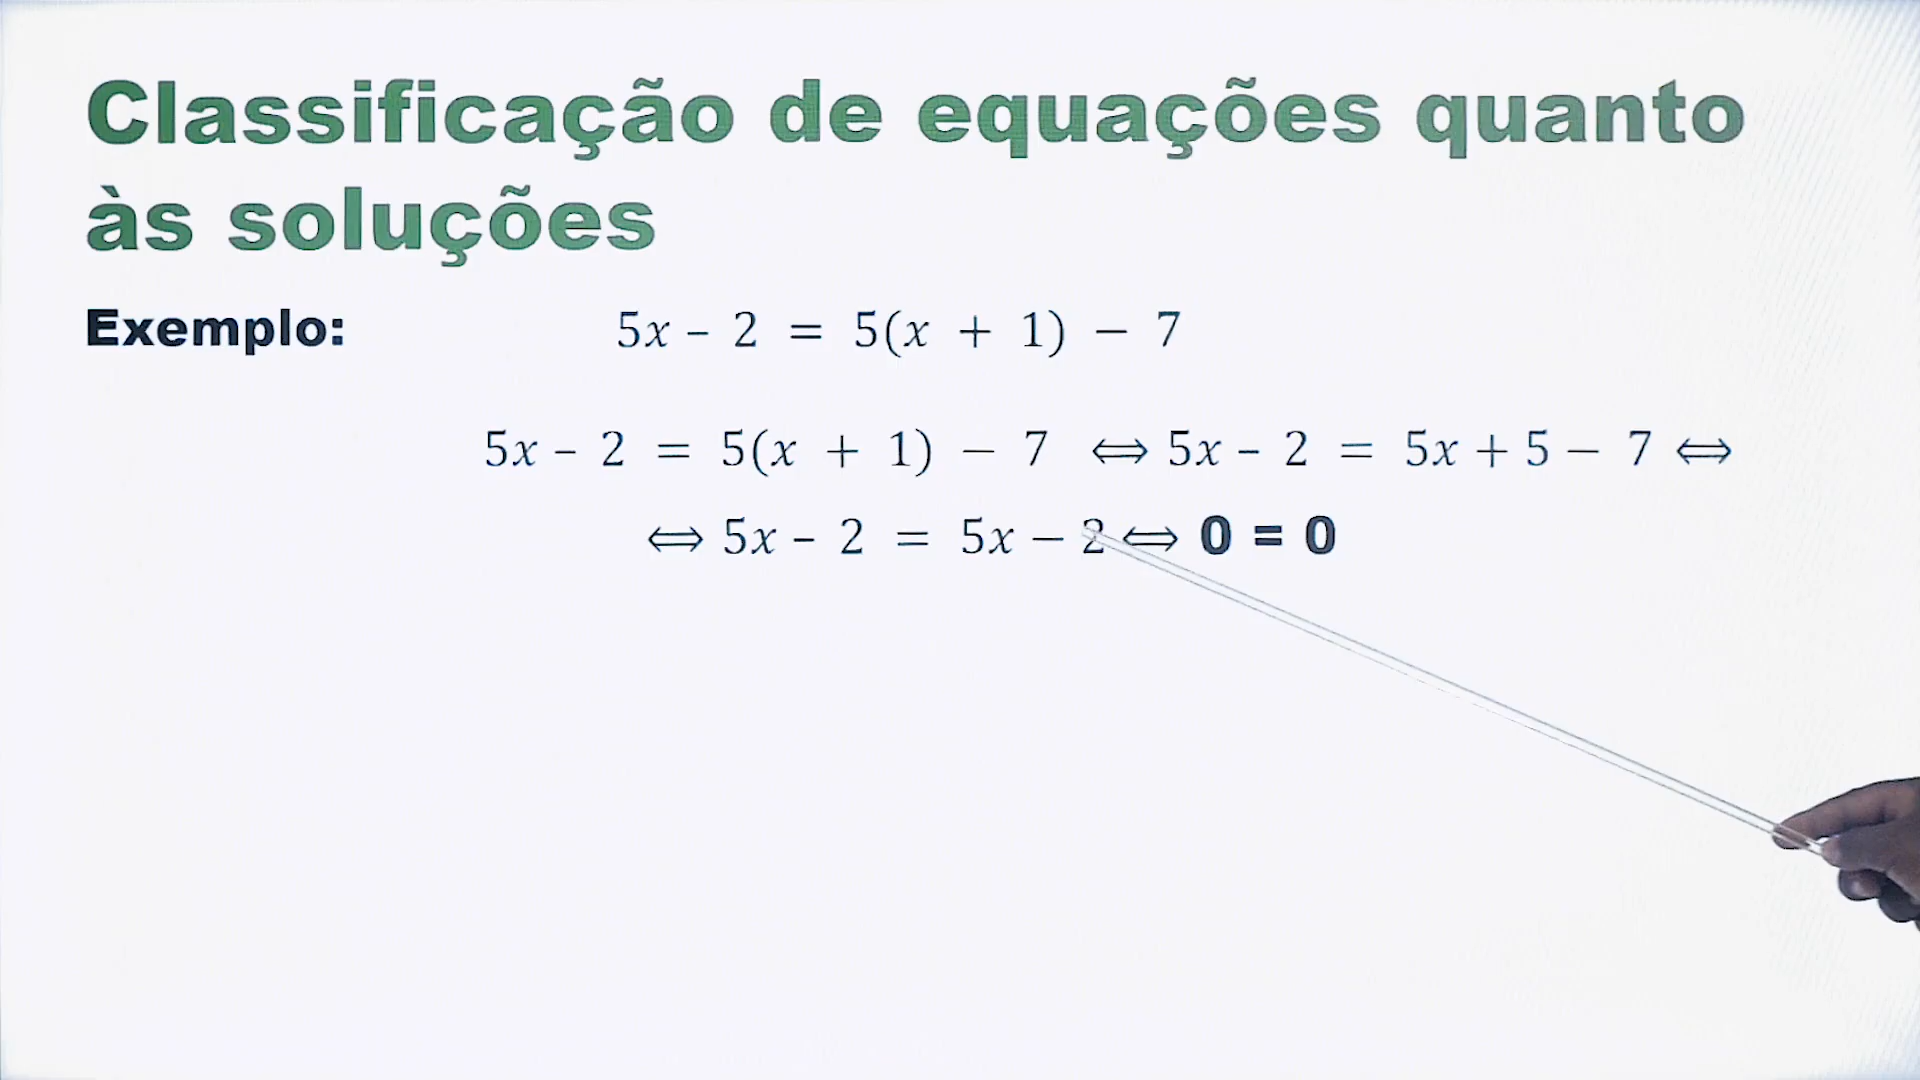 Classificação de equações quanto
às soluções
Exemplo: 5x – 2 = 5(x + 1) − 7
5x – 2 = 5(x + 1) − 7 ⟺ 5x – 2 = 5x + 5 − 7 ⟺
⟺ 5x – 2 = 5x − 2 ⟺ 0 = 0